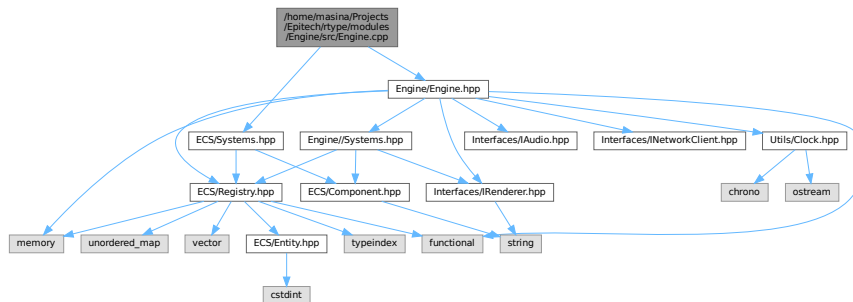 /home/masina/Projects
/Epitech/rtype/modules
/Engine/src/Engine.cpp
Engine/Engine.hpp
ECS/Systems.hpp
Engine//Systems.hpp
Interfaces/IAudio.hpp
Interfaces/INetworkClient.hpp
Utils/Clock.hpp
ECS/Registry.hpp
ECS/Component.hpp
Interfaces/IRenderer.hpp
chrono
ostream
memory
unordered_map
vector
ECS/Entity.hpp
typeindex
functional
string
cstdint